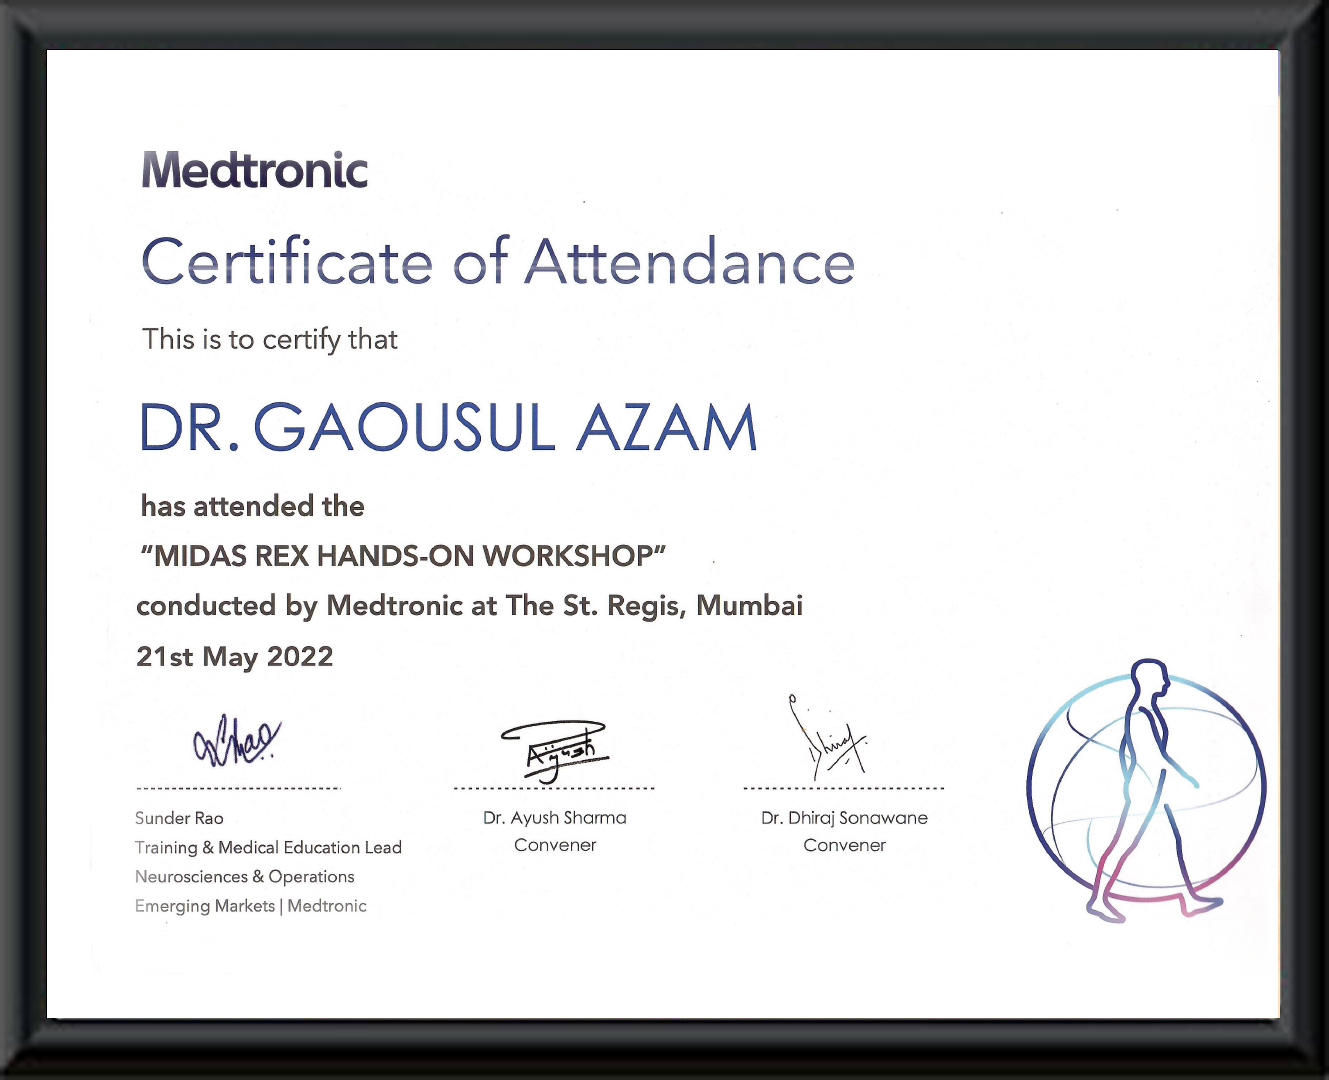 Medtronic
Certificate of Attendance
This is to certify that
DR. GAOUSUL AZAM
has attended the
“MIDAS REX HANDS-ON WORKSHOP”
conducted by Medtronic at The St. Regis, Mumbai
21st May 2022
Ayush
Dhiraj
Sunder Rao
Training & Medical Education Lead
Neurosciences & Operations
Emerging Markets | Medtronic
Dr. Ayush Sharma
Convener
Dr. Dhiraj Sonawane
Convener